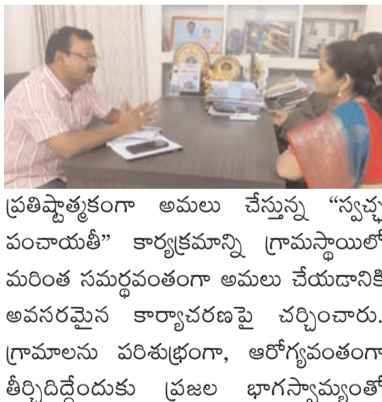 ప్రతిష్టాత్మకంగా అమలు చేస్తున్న “స్వచ్ఛ
పంచాయతీ” కార్యక్రమాన్ని గ్రామస్థాయిలో
మరింత సమర్థవంతంగా అమలు చేయడానికి
అవసరమైన కార్యాచరణపై చర్చించారు.
గ్రామాలను పరిశుభ్రంగా, ఆరోగ్యవంతంగా
తీర్చిదిద్దేందుకు ప్రజల భాగస్వామ్యంతో